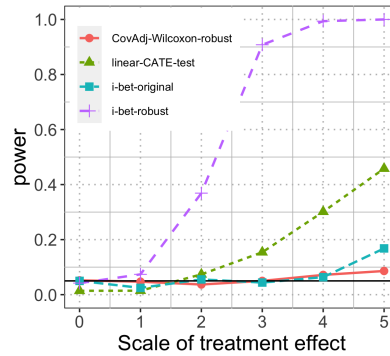 CovAdj-Wilcoxon-robust
linear-CATE-test
i-bet-original
i-bet-robust
power
1.0
0.8
0.6
0.4
0.2
0.0
0 1 2 3 4 5
Scale of treatment effect